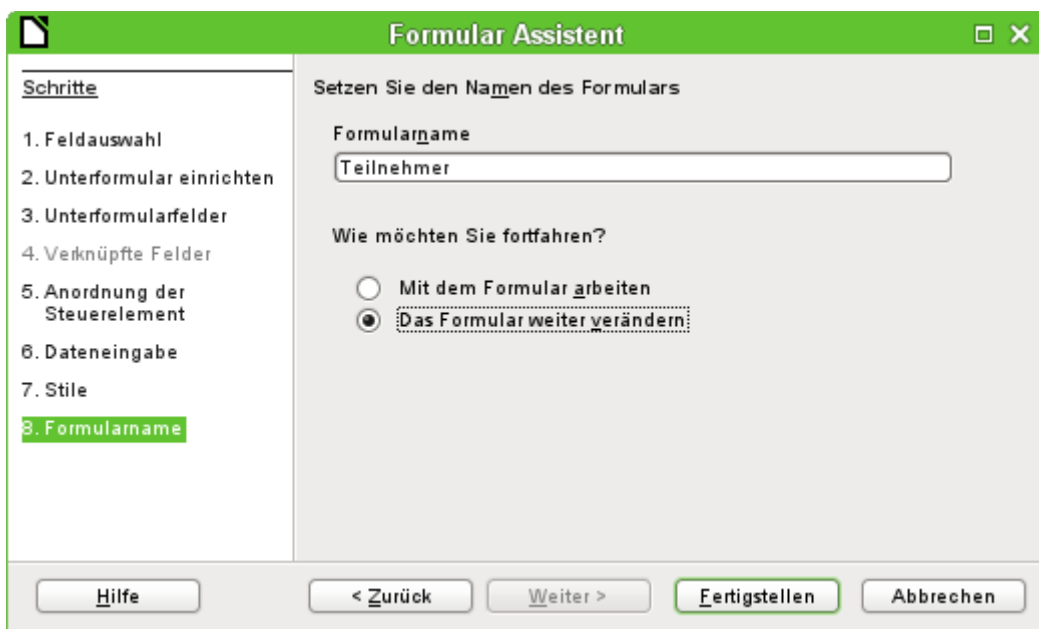 Formular Assistent
Schritte
1. Feldauswahl
2. Unterformular einrichten
3. Unterformularfelder
4. Verknüpfte Felder
5. Anordnung der
Steuerelement
6. Dateneingabe
7. Stile
8. Formularname
Setzen Sie den Namen des Formulars
Formularname
Teilnehmer
Wie möchten Sie fortfahren?
Mit dem Formular arbeiten
Das Formular weiter verändern
Hilfe
< Zurück
Weiter >
Fertigstellen
Abbrechen